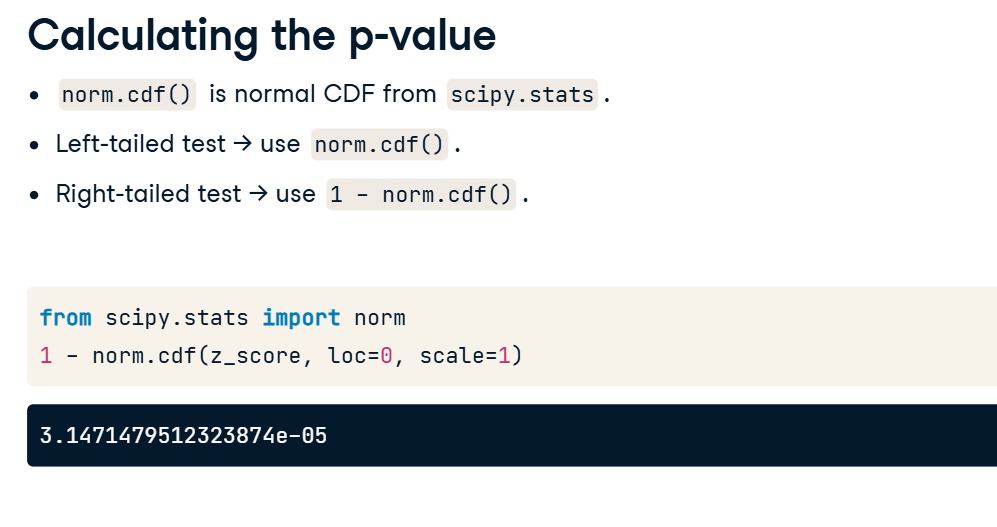 Calculating the p-value
• norm.cdf() is normal CDF from scipy.stats .
• Left-tailed test → use norm.cdf() .
• Right-tailed test → use 1 - norm.cdf() .
from scipy.stats import norm
1 - norm.cdf(z_score, loc=0, scale=1)
3.1471479512323874e-05